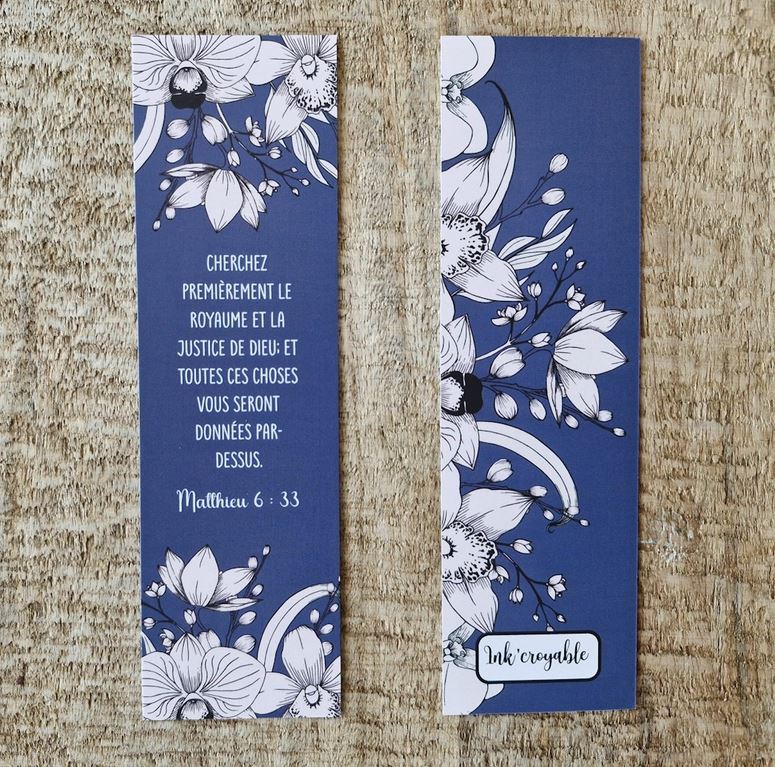 CHERCHEZ
PREMIÈREMENT LE
ROYAUME ET LA
JUSTICE DE DIEU; ET
TOUTES CES CHOSES
VOUS SERONT
DONNÉES PAR-
DESSUS.
Matthieu 6 : 33
Ink'croyable